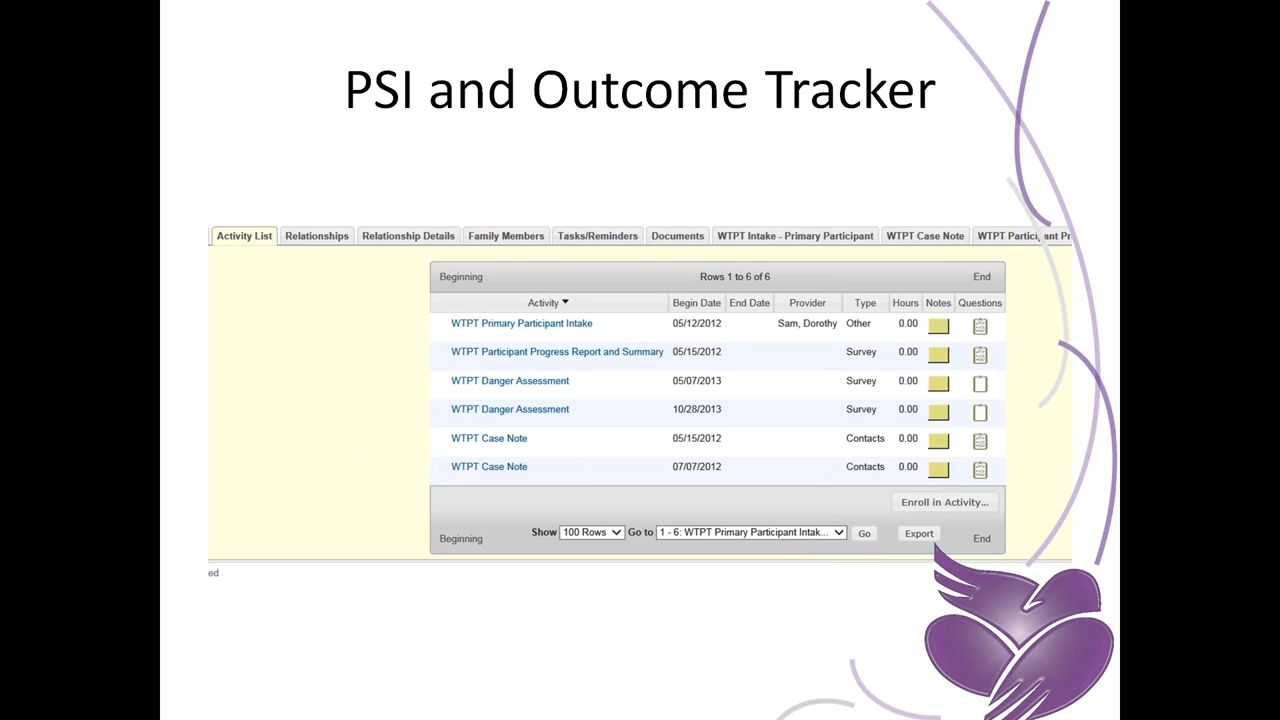 PSI and Outcome Tracker
Activity List Relationships Relationship Details Family Members Tasks/Reminders Documents WTPT Intake - Primary Participant WTPT Case Note WTPT Participant Pr
Beginning Rows 1 to 6 of 6 End
Activity Begin Date End Date Provider Type Hours Notes Questions
WTPT Primary Participant Intake 05/12/2012 Sam, Dorothy Other 0.00
WTPT Participant Progress Report and Summary 05/15/2012 Survey 0.00
WTPT Danger Assessment 05/07/2013 Survey 0.00
WTPT Danger Assessment 10/28/2013 Survey 0.00
WTPT Case Note 05/15/2012 Contacts 0.00
WTPT Case Note 07/07/2012 Contacts 0.00
Enroll in Activity...
Beginning Show 100 Rows Go to 1 - 6: WTPT Primary Participant Intak... Go Export End
ed